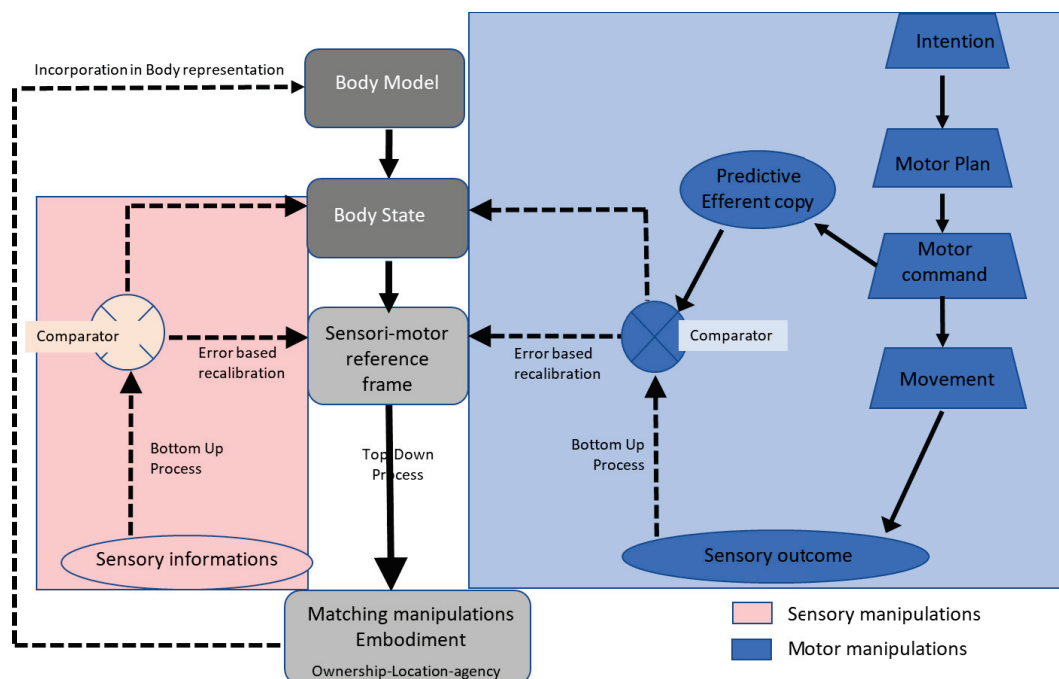 Incorporation in Body representation
Body Model
Body State
Comparator
Sensori-motor
reference
frame
Error based
recalibration
Bottom Up
Process
Top Down
Process
Sensory informations
Matching manipulations
Embodiment
Ownership-Location-agency
Intention
Motor Plan
Predictive
Efferent copy
Motor
command
Comparator
Error based
recalibration
Movement
Bottom Up
Process
Sensory outcome
Sensory manipulations
Motor manipulations